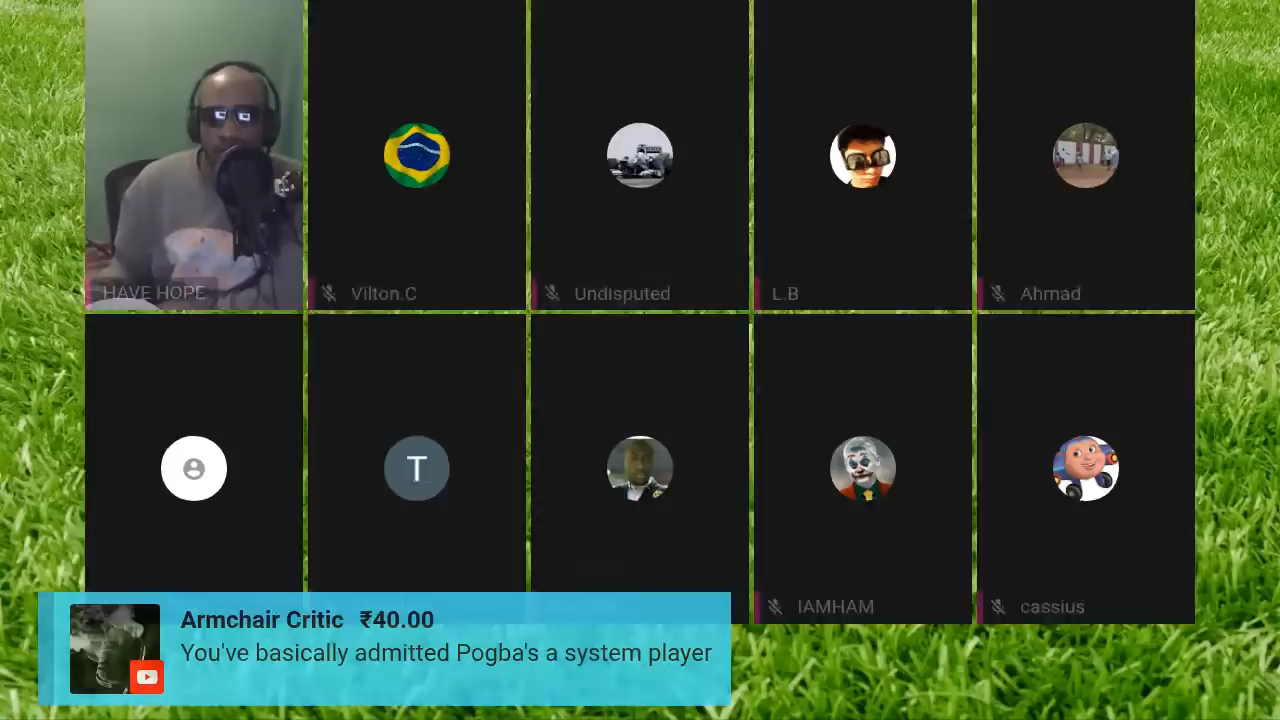 HAVE HOPE
Vilton.C
Undisputed
L.B
Ahmad
T
IAMHAM
cassius
Armchair Critic ₹40.00
You've basically admitted Pogba's a system player